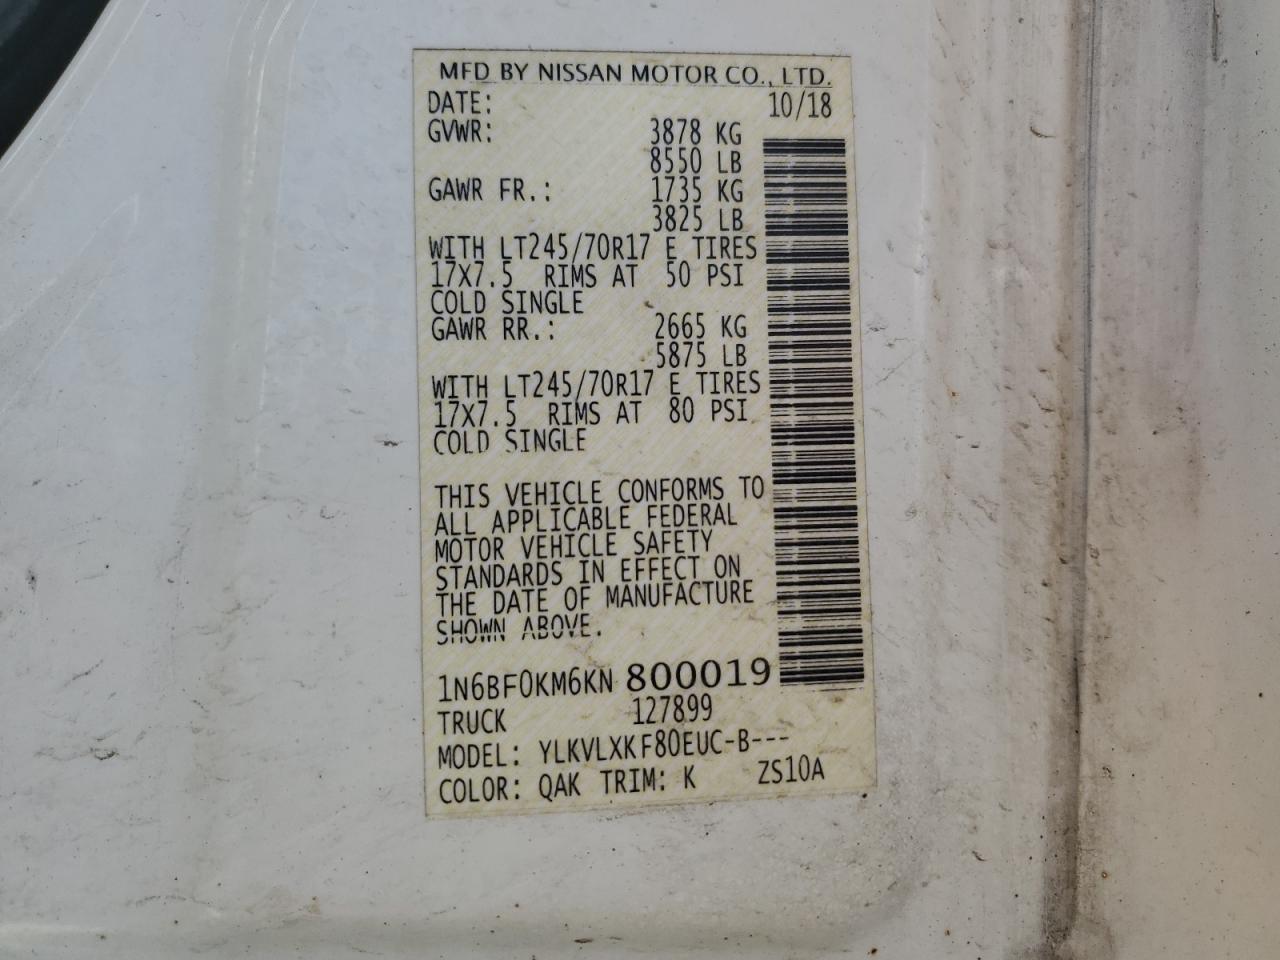 MFD BY NISSAN MOTOR CO., LTD.
DATE: 10/18
GVWR: 3878 KG
8550 LB
GAWR FR.: 1735 KG
3825 LB
WITH LT245/70R17 E TIRES
17X7.5 RIMS AT 50 PSI
COLD SINGLE
GAWR RR.: 2665 KG
5875 LB
WITH LT245/70R17 E TIRES
17X7.5 RIMS AT 80 PSI
COLD SINGLE
THIS VEHICLE CONFORMS TO
ALL APPLICABLE FEDERAL
MOTOR VEHICLE SAFETY
STANDARDS IN EFFECT ON
THE DATE OF MANUFACTURE
SHOWN ABOVE.
1N6BF0KM6KN 800019
TRUCK 127899
MODEL: YLKVLXKF80EUC-B---
COLOR: QAK TRIM: K ZS10A